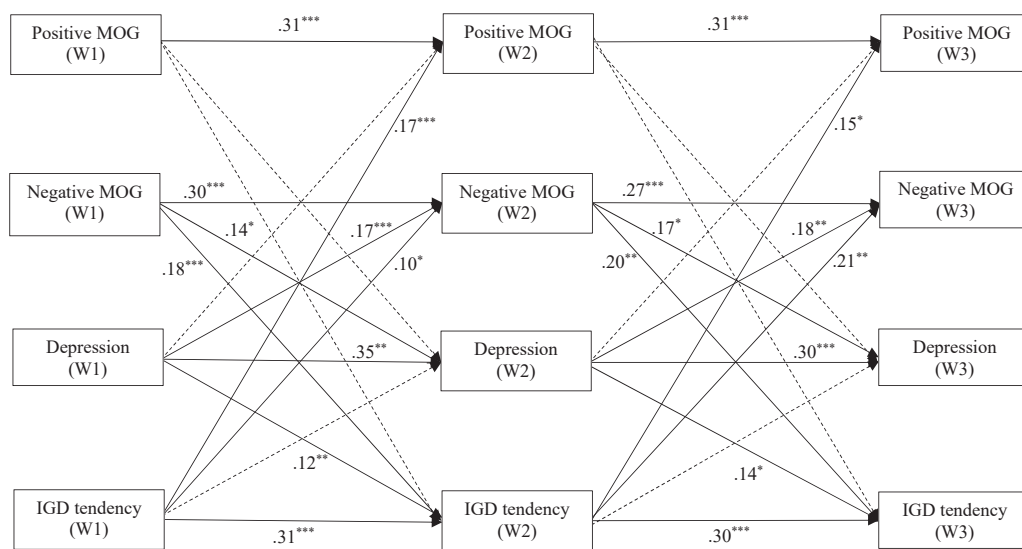 .31***
.31***
Positive MOG
(W1)
Positive MOG
(W2)
Positive MOG
(W3)
.17***
.15*
Negative MOG
(W1)
.30***
Negative MOG
(W2)
.27***
Negative MOG
(W3)
.14*
.17***
.17*
.18**
.18***
.10*
.20**
.21**
Depression
(W1)
.35**
Depression
(W2)
.30***
Depression
(W3)
.12**
.14*
IGD tendency
(W1)
.31***
IGD tendency
(W2)
.30***
IGD tendency
(W3)